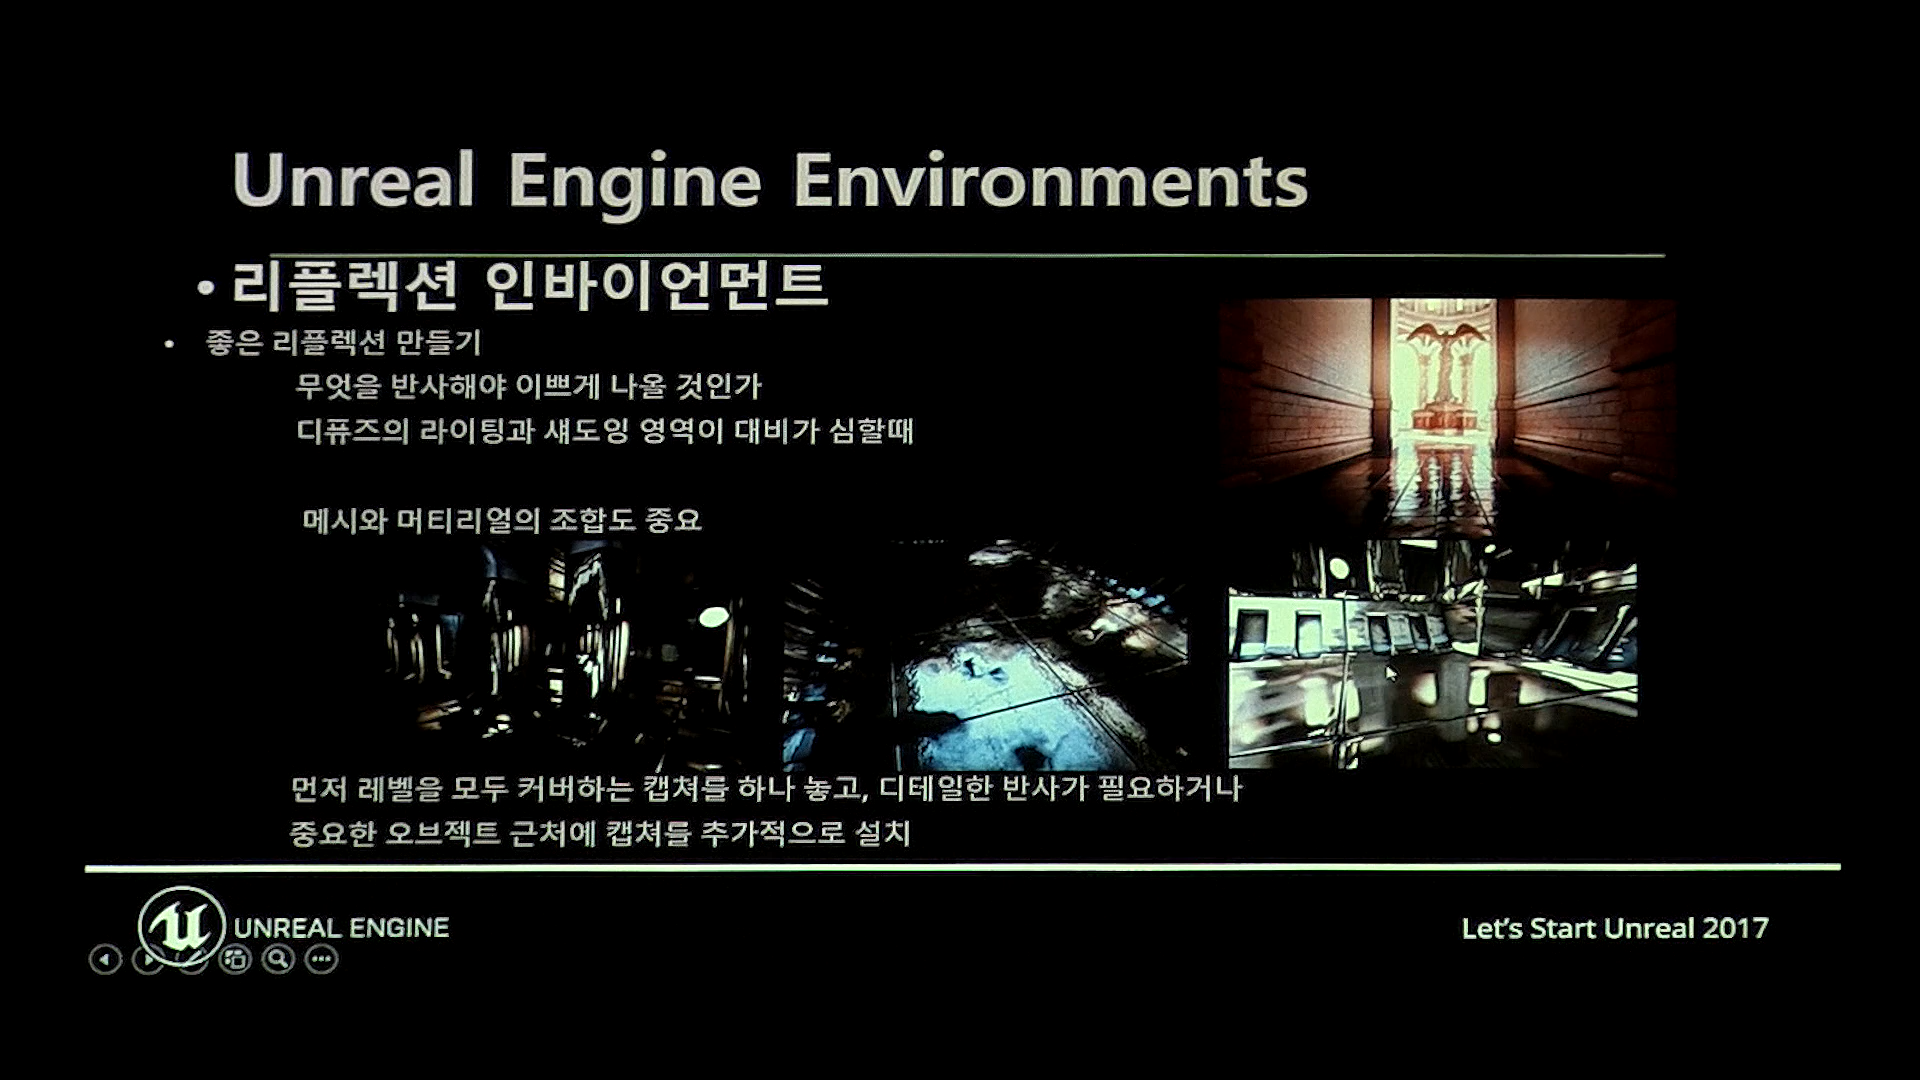 Unreal Engine Environments
• 리플렉션 인바이언먼트
• 좋은 리플렉션 만들기
무엇을 반사해야 이쁘게 나올 것인가
디퓨즈의 라이팅과 섀도잉 영역이 대비가 심할때
메시와 머티리얼의 조합도 중요
먼저 레벨을 모두 커버하는 캡쳐를 하나 놓고, 디테일한 반사가 필요하거나
중요한 오브젝트 근처에 캡쳐를 추가적으로 설치
UNREAL ENGINE
Let's Start Unreal 2017